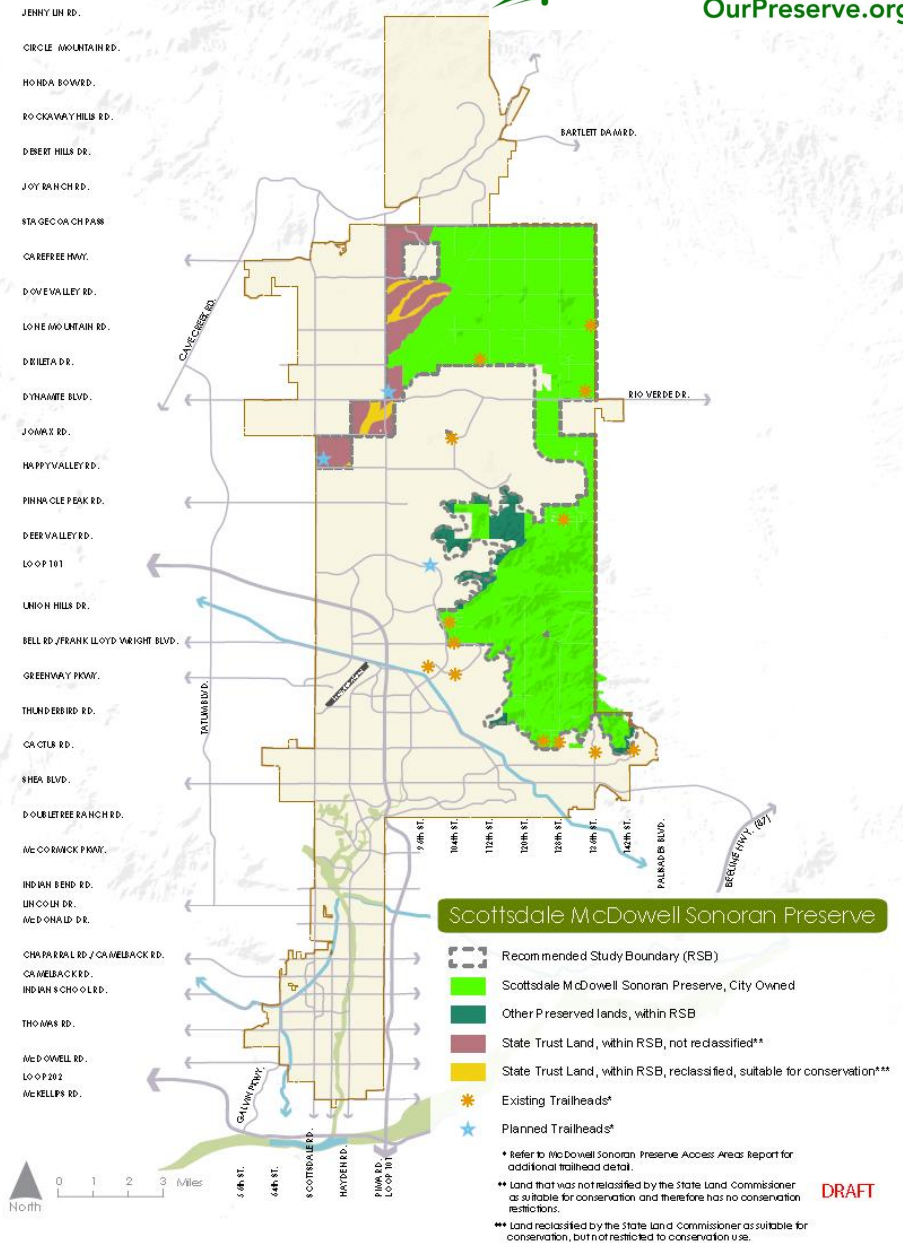 OurPreserve.org
JENNY LIN RD.
CIRCLE MOUNTAIN RD.
HONDA BOW RD.
ROCKAWAY HILLS RD.
DESERT HILLS DR.
JOY RANCH RD.
STAGECOACH PASS
CAREFREE HWY.
DOVE VALLEY RD.
LONE MOUNTAIN RD.
DIXILETA DR.
DYNAMITE BLVD.
JOMAX RD.
HAPPY VALLEY RD.
PINNACLE PEAK RD.
DEER VALLEY RD.
LOOP 101
UNION HILLS DR.
BELL RD./FRANK LLOYD WRIGHT BLVD.
GREENWAY PKWY.
THUNDERBIRD RD.
CACTUS RD.
SHEA BLVD.
DOUBLETREE RANCH RD.
McCORMICK PKWY.
INDIAN BEND RD.
LINCOLN DR.
McDONALD DR.
CHAPARRAL RD./CAMELBACK RD.
CAMELBACK RD.
INDIAN SCHOOL RD.
THOMAS RD.
McDOWELL RD.
LOOP 202
McKELLIPS RD.
BARTLETT DAM RD.
CAVE CREEK RD.
RIO VERDE DR.
TATUM BLVD.
96th ST.
104th ST.
112th ST.
120th ST.
128th ST.
136th ST.
142th ST.
PALISADES BLVD.
BEELINE HWY. (87)
GALVIN PKWY.
56th ST.
64th ST.
SCOTTSDALE RD.
HAYDEN RD.
PIMA RD.
LOOP 101
Scottsdale McDowell Sonoran Preserve
Recommended Study Boundary (RSB)
Scottsdale McDowell Sonoran Preserve, City Owned
Other Preserved lands, within RSB
State Trust Land, within RSB, not reclassified**
State Trust Land, within RSB, reclassified, suitable for conservation***
Existing Trailheads*
Planned Trailheads*
* Refer to McDowell Sonoran Preserve Access Areas Report for
additional trailhead detail.
** Land that was not relassified by the State Land Commissioner
as suitable for conservation and therefore has no conservation
restrictions.
*** Land reclassified by the State Land Commissioner as suitable for
conservation, but not restricted to conservation use.
DRAFT
North
0 1 2 3 Miles